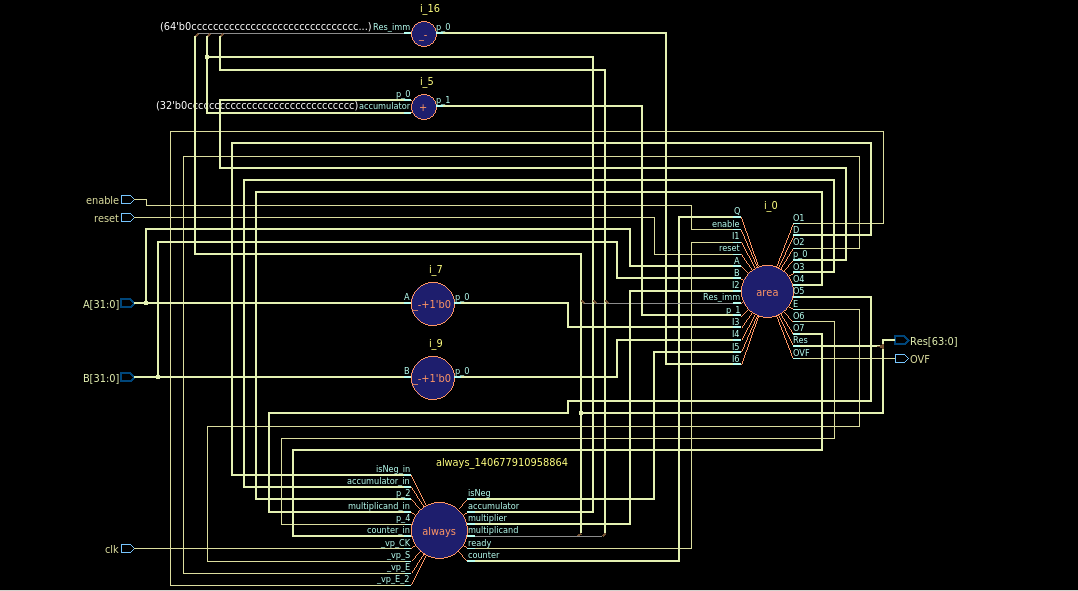 i_16
(64'b0ccccccccccccccccccccccccccccccc...)
Res_imm
_-
p_0
i_5
p_0
(32'b0cccccccccccccccccccccccccccccc)
accumulator
+
p_1
enable
reset
i_0
Q
enable
I1
reset
A
B
I2
Res_imm
p_1
I3
I4
I5
I6
area
O1
D
O2
p_0
O3
O4
O5
E
O6
O7
Res
OVF
Res[63:0]
OVF
i_7
A[31:0]
A
_-+1'b0
p_0
i_9
B[31:0]
B
_-+1'b0
p_0
always_140677910958864
isNeg_in
accumulator_in
p_2
multiplicand_in
p_4
counter_in
_vp_CK
_vp_S
_vp_E
_vp_E_2
always
isNeg
accumulator
multiplier
multiplicand
ready
counter
clk